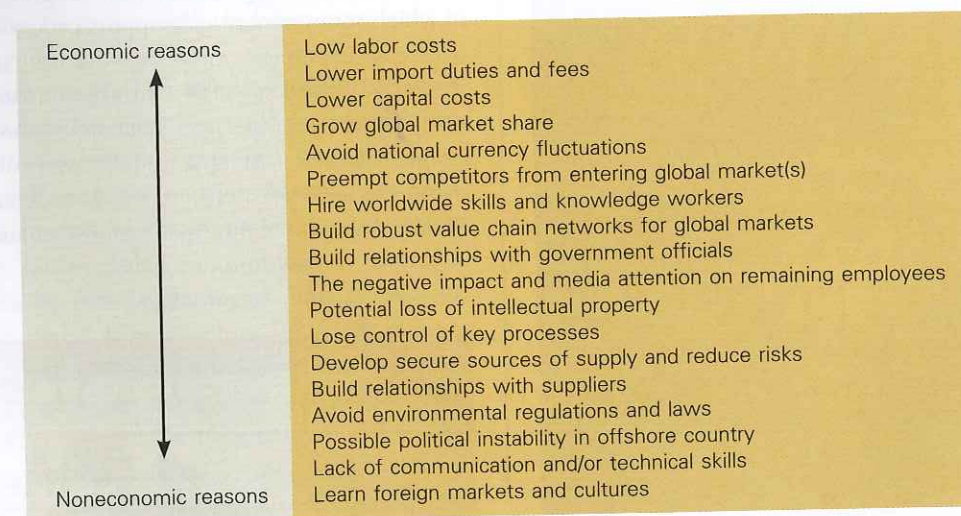 Economic reasons
Low labor costs
Lower import duties and fees
Lower capital costs
Grow global market share
Avoid national currency fluctuations
Preempt competitors from entering global market(s)
Hire worldwide skills and knowledge workers
Build robust value chain networks for global markets
Build relationships with government officials
The negative impact and media attention on remaining employees
Potential loss of intellectual property
Lose control of key processes
Develop secure sources of supply and reduce risks
Build relationships with suppliers
Avoid environmental regulations and laws
Possible political instability in offshore country
Lack of communication and/or technical skills
Noneconomic reasons
Learn foreign markets and cultures